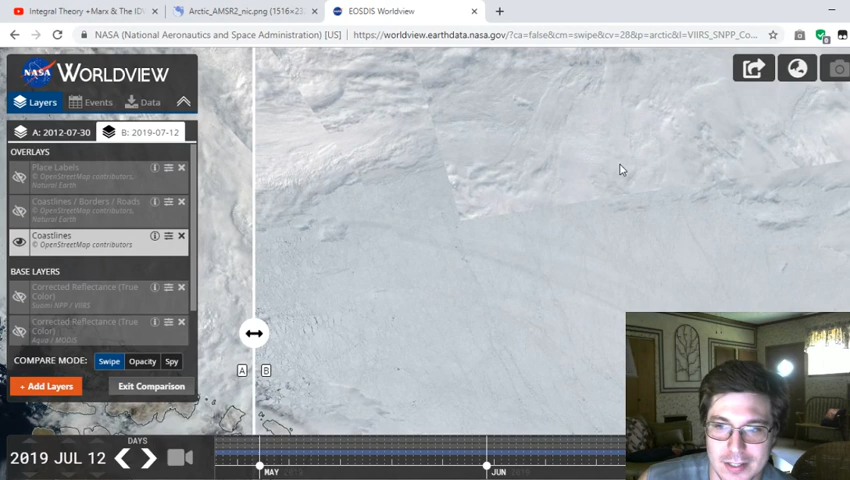 Integral Theory +Marx & The IDW
Arctic_AMSR2_nic.png (1516×23
EOSDIS Worldview
NASA (National Aeronautics and Space Administration) [US]
https://worldview.earthdata.nasa.gov/?ca=false&cm=swipe&cv=28&p=arctic&l=VIIRS_SNPP_Co...
NASA WORLDVIEW
Layers
Events
Data
A: 2012-07-30
B: 2019-07-12
OVERLAYS
Place Labels
© OpenStreetMap contributors,
Natural Earth
Coastlines / Borders / Roads
© OpenStreetMap contributors,
Natural Earth
Coastlines
© OpenStreetMap contributors
BASE LAYERS
Corrected Reflectance (True
Color)
Suomi NPP / VIIRS
Corrected Reflectance (True
Color)
Aqua / MODIS
COMPARE MODE:
Swipe
Opacity
Spy
A
B
+ Add Layers
Exit Comparison
DAYS
2019 JUL 12
MAY
JUN